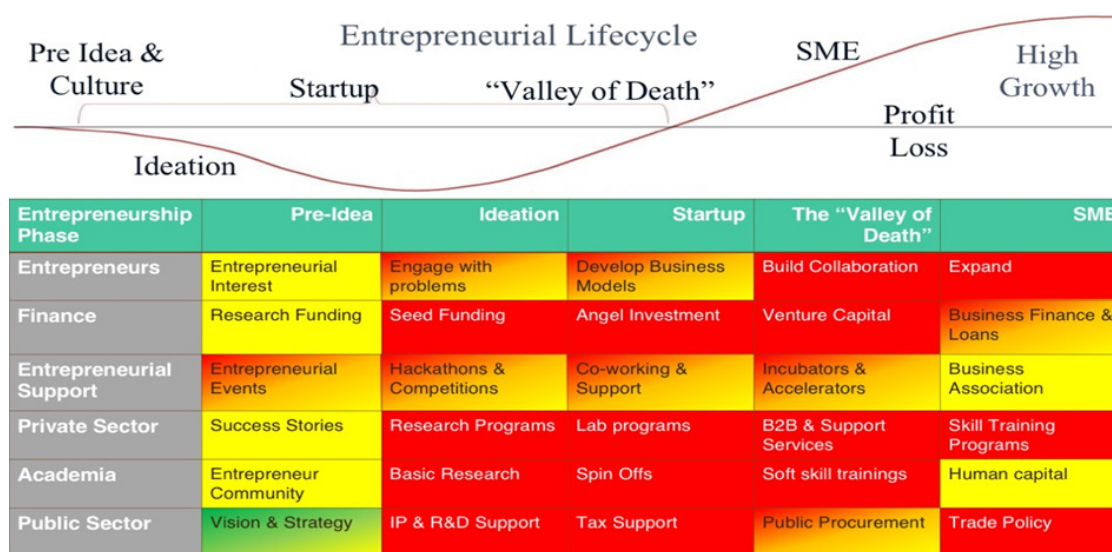 Entrepreneurial Lifecycle
Pre Idea &
Culture
Startup
“Valley of Death”
SME
High
Growth
Ideation
Profit
Loss
Entrepreneurship
Phase
Pre-Idea
Ideation
Startup
The “Valley of
Death”
SME
Entrepreneurs
Entrepreneurial
Interest
Engage with
problems
Develop Business
Models
Build Collaboration
Expand
Finance
Research Funding
Seed Funding
Angel Investment
Venture Capital
Business Finance &
Loans
Entrepreneurial
Support
Entrepreneurial
Events
Hackathons &
Competitions
Co-working &
Support
Incubators &
Accelerators
Business
Association
Private Sector
Success Stories
Research Programs
Lab programs
B2B & Support
Services
Skill Training
Programs
Academia
Entrepreneur
Community
Basic Research
Spin Offs
Soft skill trainings
Human capital
Public Sector
Vision & Strategy
IP & R&D Support
Tax Support
Public Procurement
Trade Policy